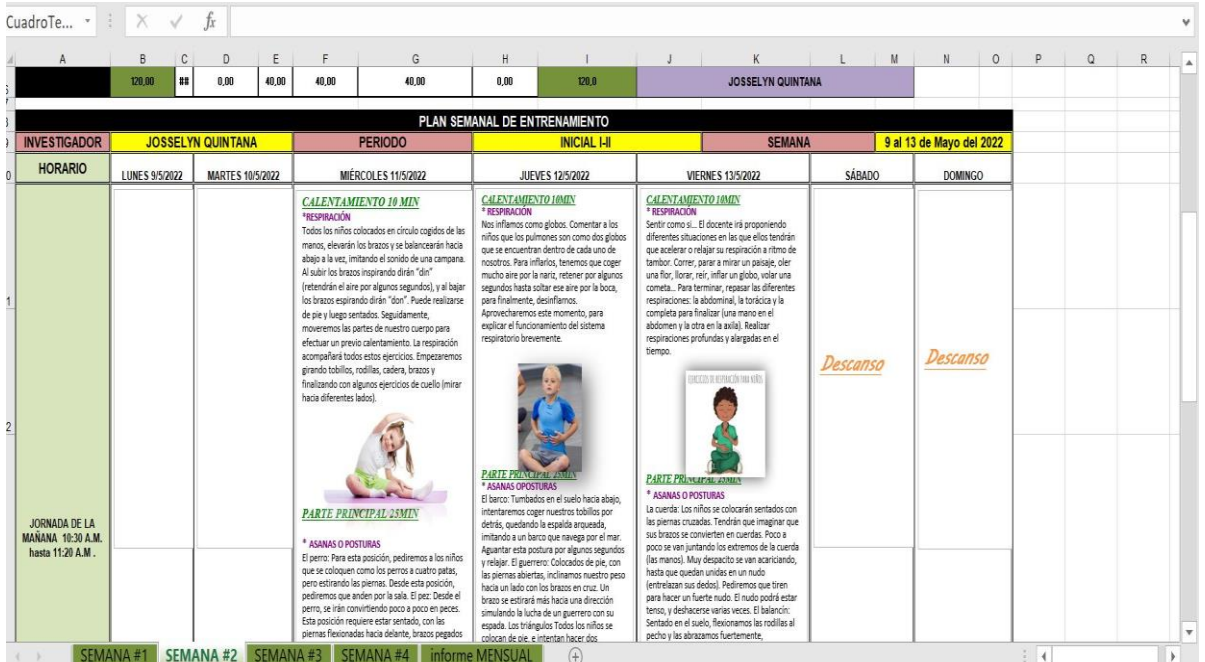 CuadroTe...
fx
A B C D E F G H I J K L M N O P Q R
120,00 ## 0,00 40,00 40,00 40,00 0,00 120,0 JOSSELYN QUINTANA
PLAN SEMANAL DE ENTRENAMIENTO
INVESTIGADOR JOSSELYN QUINTANA PERIODO INICIAL I-II SEMANA 9 al 13 de Mayo del 2022
HORARIO LUNES 9/5/2022 MARTES 10/5/2022 MIÉRCOLES 11/5/2022 JUEVES 12/5/2022 VIERNES 13/5/2022 SÁBADO DOMINGO
JORNADA DE LA
MAÑANA 10:30 A.M.
hasta 11:20 A.M .
CALENTAMIENTO 10 MIN
*RESPIRACIÓN
Todos los niños colocados en círculo cogidos de las
manos, elevarán los brazos y se balancearán hacia
abajo a la vez, imitando el sonido de una campana.
Al subir los brazos inspirando dirán "din"
(retendrán el aire por algunos segundos), y al bajar
los brazos espirando dirán "don". Puede realizarse
de pie y luego sentados. Seguidamente,
moveremos las partes de nuestro cuerpo para
efectuar un previo calentamiento. La respiración
acompañará todos estos ejercicios. Empezaremos
girando tobillos, rodillas, cadera, brazos y
finalizando con algunos ejercicios de cuello (mirar
hacia diferentes lados).
PARTE PRINCIPAL 25MIN
* ASANAS O POSTURAS
El perro: Para esta posición, pediremos a los niños
que se coloquen como los perros a cuatro patas,
pero estirando las piernas. Desde esta posición,
pediremos que anden por la sala. El pez: Desde el
perro, se irán convirtiendo poco a poco en peces.
Esta posición requiere estar sentado, con las
piernas flexionadas hacia delante, brazos pegados
CALENTAMIENTO 10MIN
* RESPIRACIÓN
Nos inflamos como globos. Comentar a los
niños que los pulmones son como dos globos
que se encuentran dentro de cada uno de
nosotros. Para inflarlos, tenemos que coger
mucho aire por la nariz, retener por algunos
segundos hasta soltar ese aire por la boca,
para finalmente, desinflarnos.
Aprovecharemos este momento, para
explicar el funcionamiento del sistema
respiratorio brevemente.
PARTE PRINCIPAL 25MIN
* ASANAS OPOSTURAS
El barco: Tumbados en el suelo hacia abajo,
intentaremos coger nuestros tobillos por
detrás, quedando la espalda arqueada,
imitando a un barco que navega por el mar.
Aguantar esta postura por algunos segundos
y relajar. El guerrero: Colocados de pie, con
las piernas abiertas, inclinamos nuestro peso
hacia un lado con los brazos en cruz. Un
brazo se estirará más hacia una dirección
simulando la lucha de un guerrero con su
espada. Los triángulos Todos los niños se
colocan de pie, e intentan hacer dos
CALENTAMIENTO 10MIN
* RESPIRACIÓN
Sentir como si... El docente irá proponiendo
diferentes situaciones en las que ellos tendrán
que acelerar o relajar su respiración a ritmo de
tambor. Correr, parar a mirar un paisaje, oler
una flor, llorar, reír, inflar un globo, volar una
cometa... Para terminar, repasar las diferentes
respiraciones: la abdominal, la torácica y la
completa para finalizar (una mano en el
abdomen y la otra en la axila). Realizar
respiraciones profundas y alargadas en el
tiempo.
EJERCICIOS DE RESPIRACIÓN PARA NIÑOS
PARTE PRINCIPAL 25MIN
* ASANAS O POSTURAS
La cuerda: Los niños se colocarán sentados con
las piernas cruzadas. Tendrán que imaginar que
sus brazos se convierten en cuerdas. Poco a
poco se van juntando los extremos de la cuerda
(las manos). Muy despacito se van acariciando,
hasta que quedan unidas en un nudo
(entrelazan sus dedos). Pediremos que tiren
para hacer un fuerte nudo. El nudo podrá estar
tenso, y deshacerse varias veces. El balancín:
Sentado en el suelo, flexionamos las rodillas al
pecho y las abrazamos fuertemente,
Descanso
Descanso
SEMANA #1 SEMANA #2 SEMANA #3 SEMANA #4 informe MENSUAL